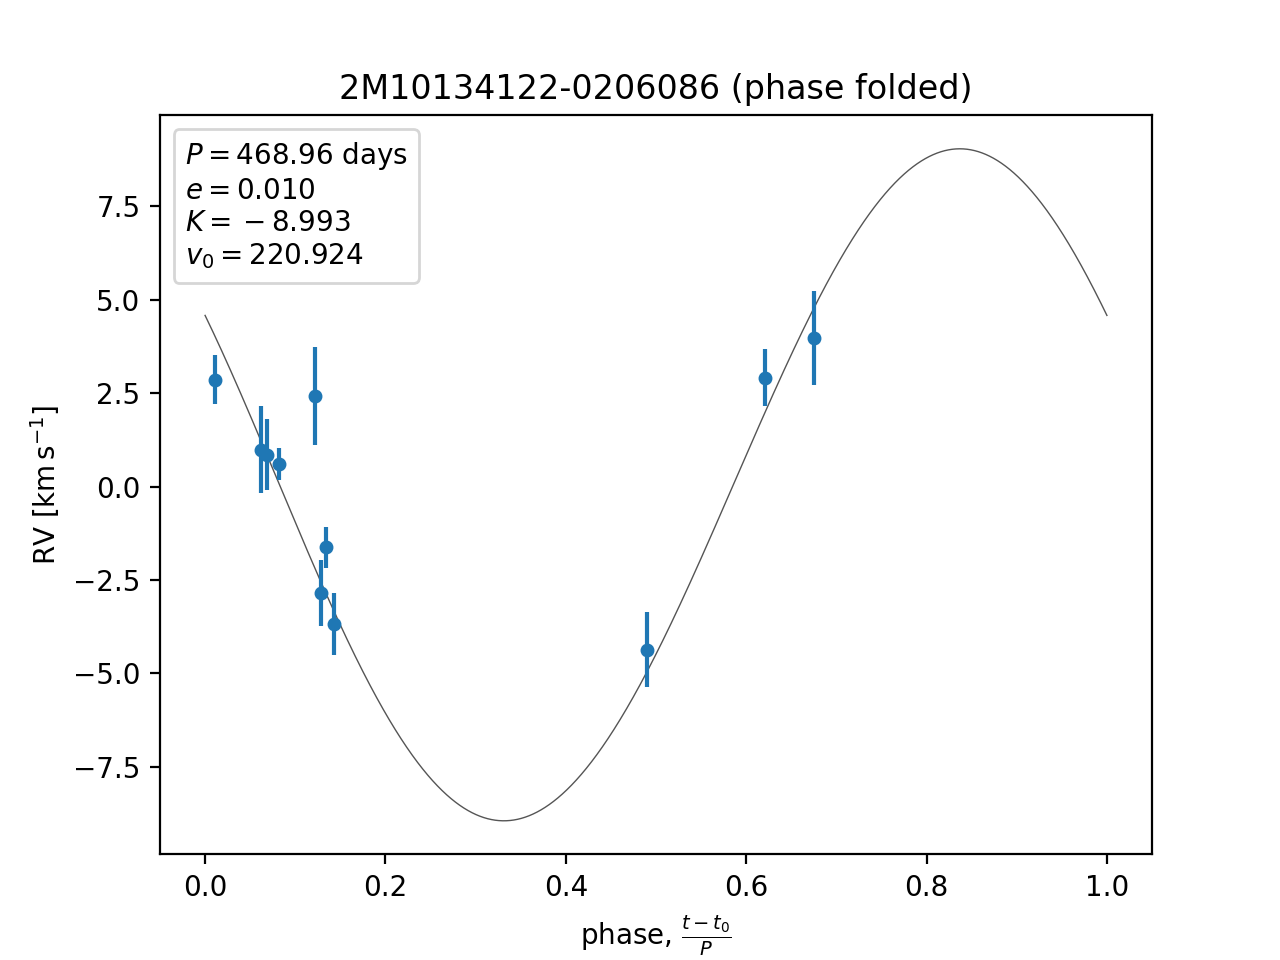 2M10134122-0206086 (phase folded)
P = 468.96 days
e = 0.010
K = −8.993
v₀ = 220.924
RV [km s⁻¹]
7.5
5.0
2.5
0.0
−2.5
−5.0
−7.5
0.0 0.2 0.4 0.6 0.8 1.0
phase, (t − t₀)/P